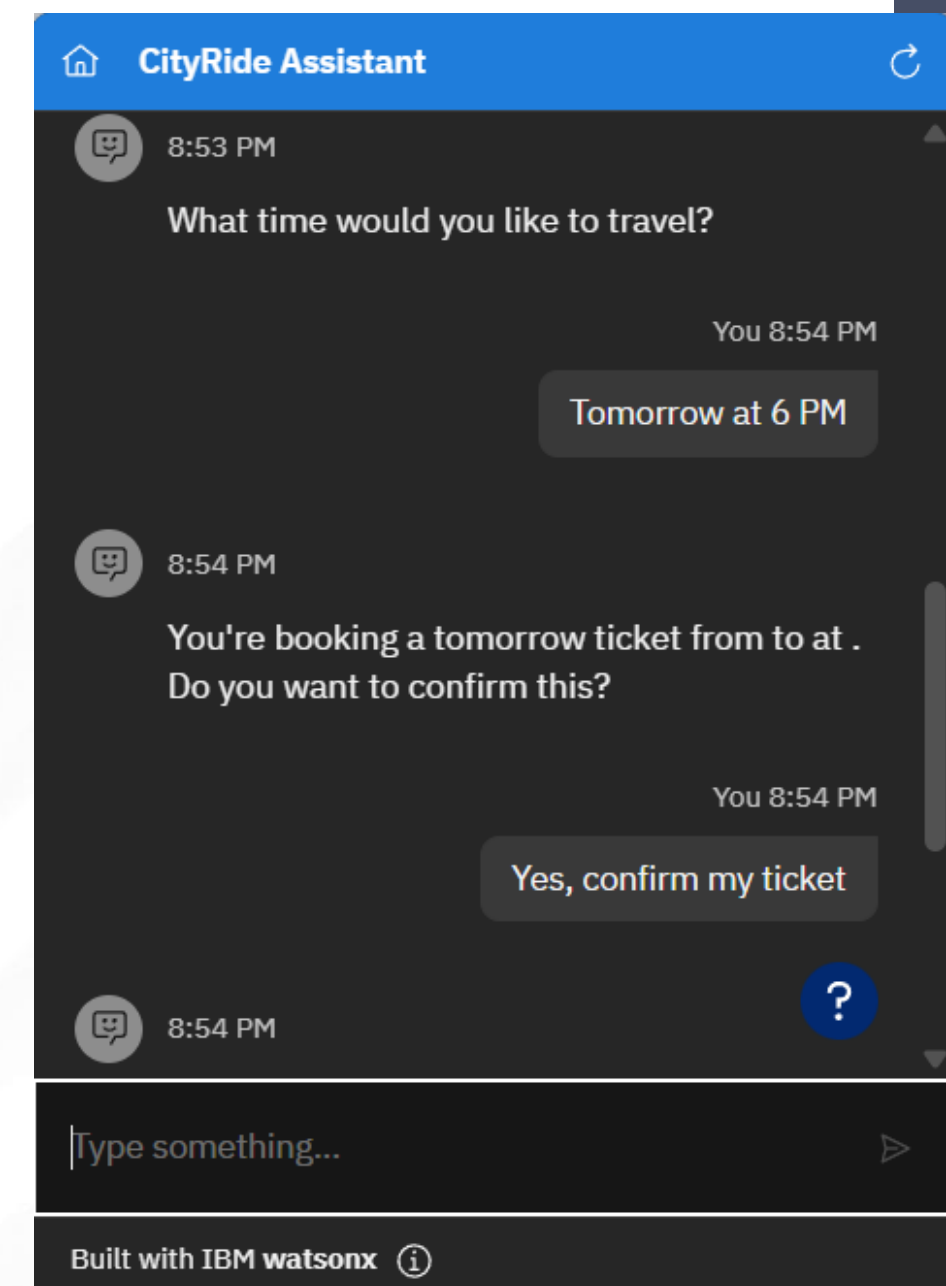 CityRide Assistant
8:53 PM
What time would you like to travel?
You 8:54 PM
Tomorrow at 6 PM
8:54 PM
You're booking a tomorrow ticket from to at .
Do you want to confirm this?
You 8:54 PM
Yes, confirm my ticket
?
8:54 PM
Type something...
Built with IBM watsonx